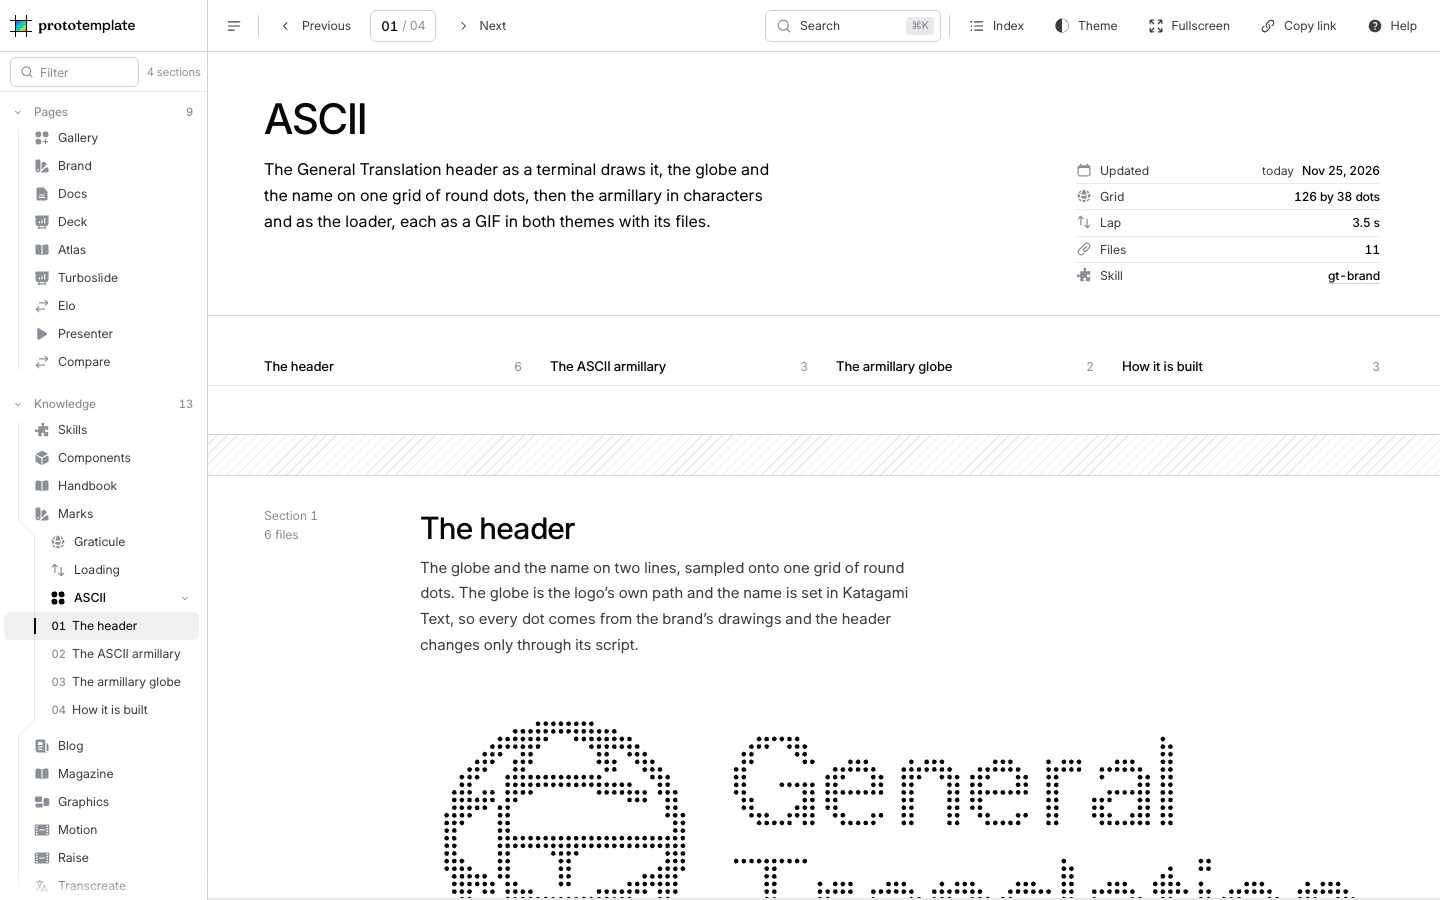 prototemplate
Previous
01 / 04
Next
Search
⌘K
Index
Theme
Fullscreen
Copy link
Help
Filter
4 sections
Pages 9
Gallery
Brand
Docs
Deck
Atlas
Turboslide
Elo
Presenter
Compare
Knowledge 13
Skills
Components
Handbook
Marks
Graticule
Loading
ASCII
01 The header
02 The ASCII armillary
03 The armillary globe
04 How it is built
Blog
Magazine
Graphics
Motion
Raise
Transcreate
ASCII
The General Translation header as a terminal draws it, the globe and
the name on one grid of round dots, then the armillary in characters
and as the loader, each as a GIF in both themes with its files.
Updated today Nov 25, 2026
Grid 126 by 38 dots
Lap 3.5 s
Files 11
Skill gt-brand
The header 6
The ASCII armillary 3
The armillary globe 2
How it is built 3
Section 1
6 files
The header
The globe and the name on two lines, sampled onto one grid of round
dots. The globe is the logo’s own path and the name is set in Katagami
Text, so every dot comes from the brand’s drawings and the header
changes only through its script.
General
Translation